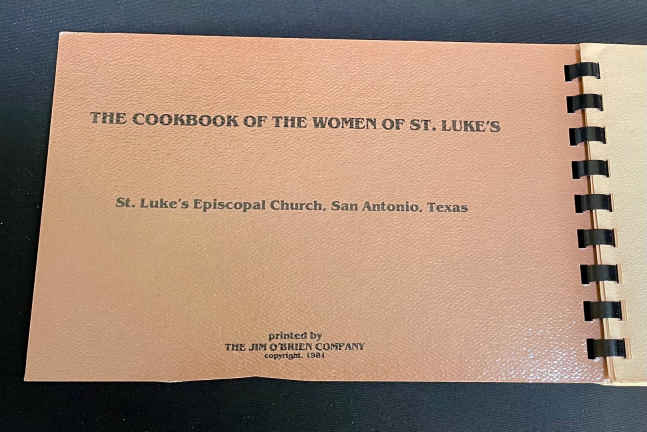 THE COOKBOOK OF THE WOMEN OF ST. LUKE'S
St. Luke's Episcopal Church, San Antonio, Texas
printed by
THE JIM O'BRIEN COMPANY
copyright, 1981